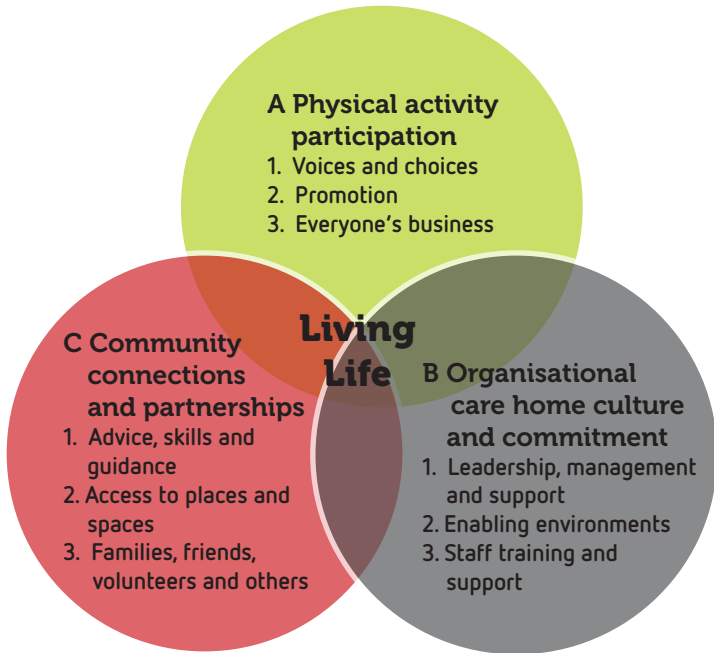 A Physical activity
participation
1. Voices and choices
2. Promotion
3. Everyone's business
Living
Life
C Community
connections
and partnerships
1. Advice, skills and
guidance
2. Access to places and
spaces
3. Families, friends,
volunteers and others
B Organisational
care home culture
and commitment
1. Leadership, management
and support
2. Enabling environments
3. Staff training and
support